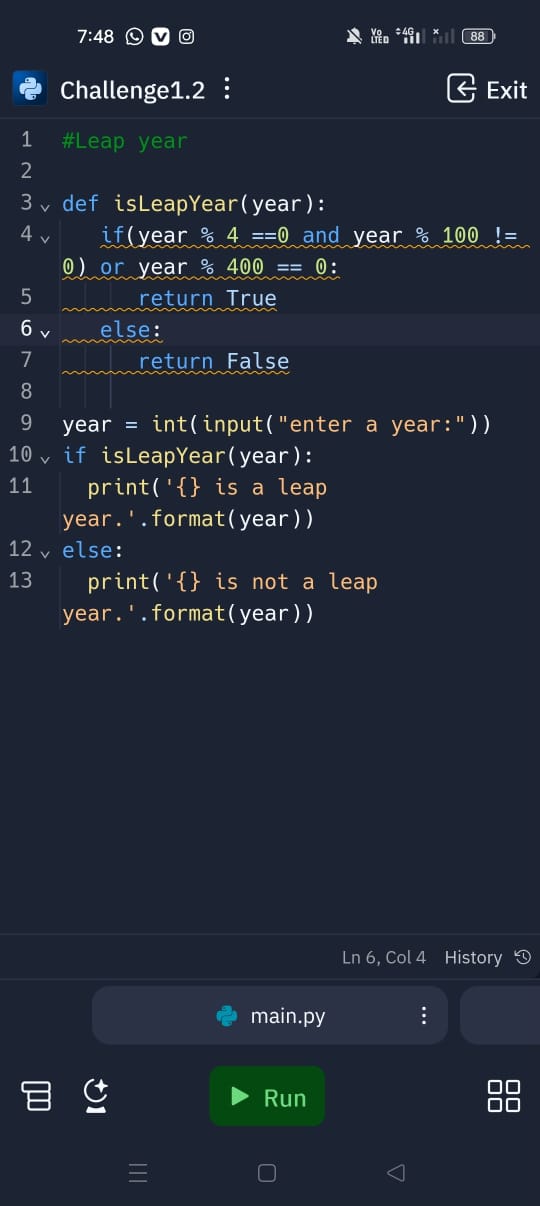 7:48 Vo LTED 4G 88
Challenge1.2 Exit
1 #Leap year
2
3 def isLeapYear(year):
4 if(year % 4 ==0 and year % 100 !=
0) or year % 400 == 0:
5 return True
6 else:
7 return False
8
9 year = int(input("enter a year:"))
10 if isLeapYear(year):
11 print('{} is a leap
year.'.format(year))
12 else:
13 print('{} is not a leap
year.'.format(year))
Ln 6, Col 4 History
main.py
Run